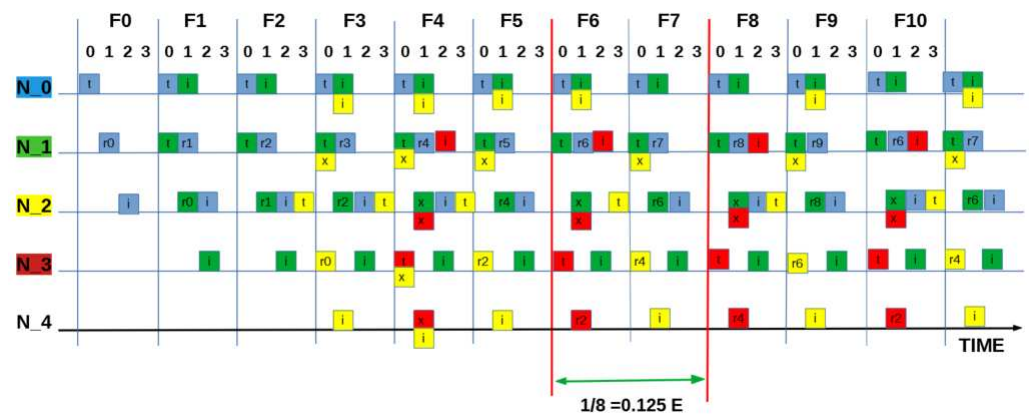 F0 F1 F2 F3 F4 F5 F6 F7 F8 F9 F10
0 1 2 3 0 1 2 3 0 1 2 3 0 1 2 3 0 1 2 3 0 1 2 3 0 1 2 3 0 1 2 3 0 1 2 3 0 1 2 3 0 1 2 3
N_0 t t i t i t i t i t i t i t i t i t i t i t i
i i i i i i
N_1 r0 t r1 t r2 t r3 t r4 i t r5 t r6 i t r7 t r8 i t r9 t r6 i t r7
x x x x x x
N_2 i r0 i r1 i t r2 i t x i t r4 i x t r6 i x i t r8 i x i t r6 i
x x x x
N_3 i i r0 i t i r2 i t i r4 i t i r6 i t i r4 i
x
N_4 i x i r2 i r4 i r2 i
i
TIME
1/8 =0.125 E